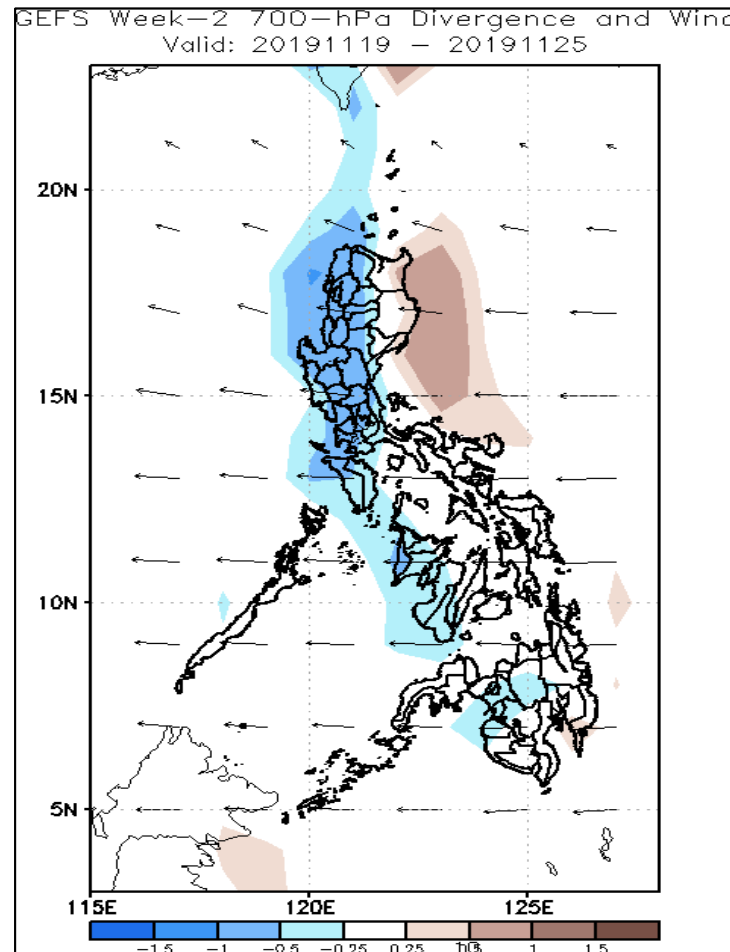 GEFS Week-2 700-hPa Divergence and Wind
Valid: 20191119 - 20191125
20N
15N
10N
5N
115E 120E 125E
-1.5 -1 -0.5 -0.25 0.25 1 1.5